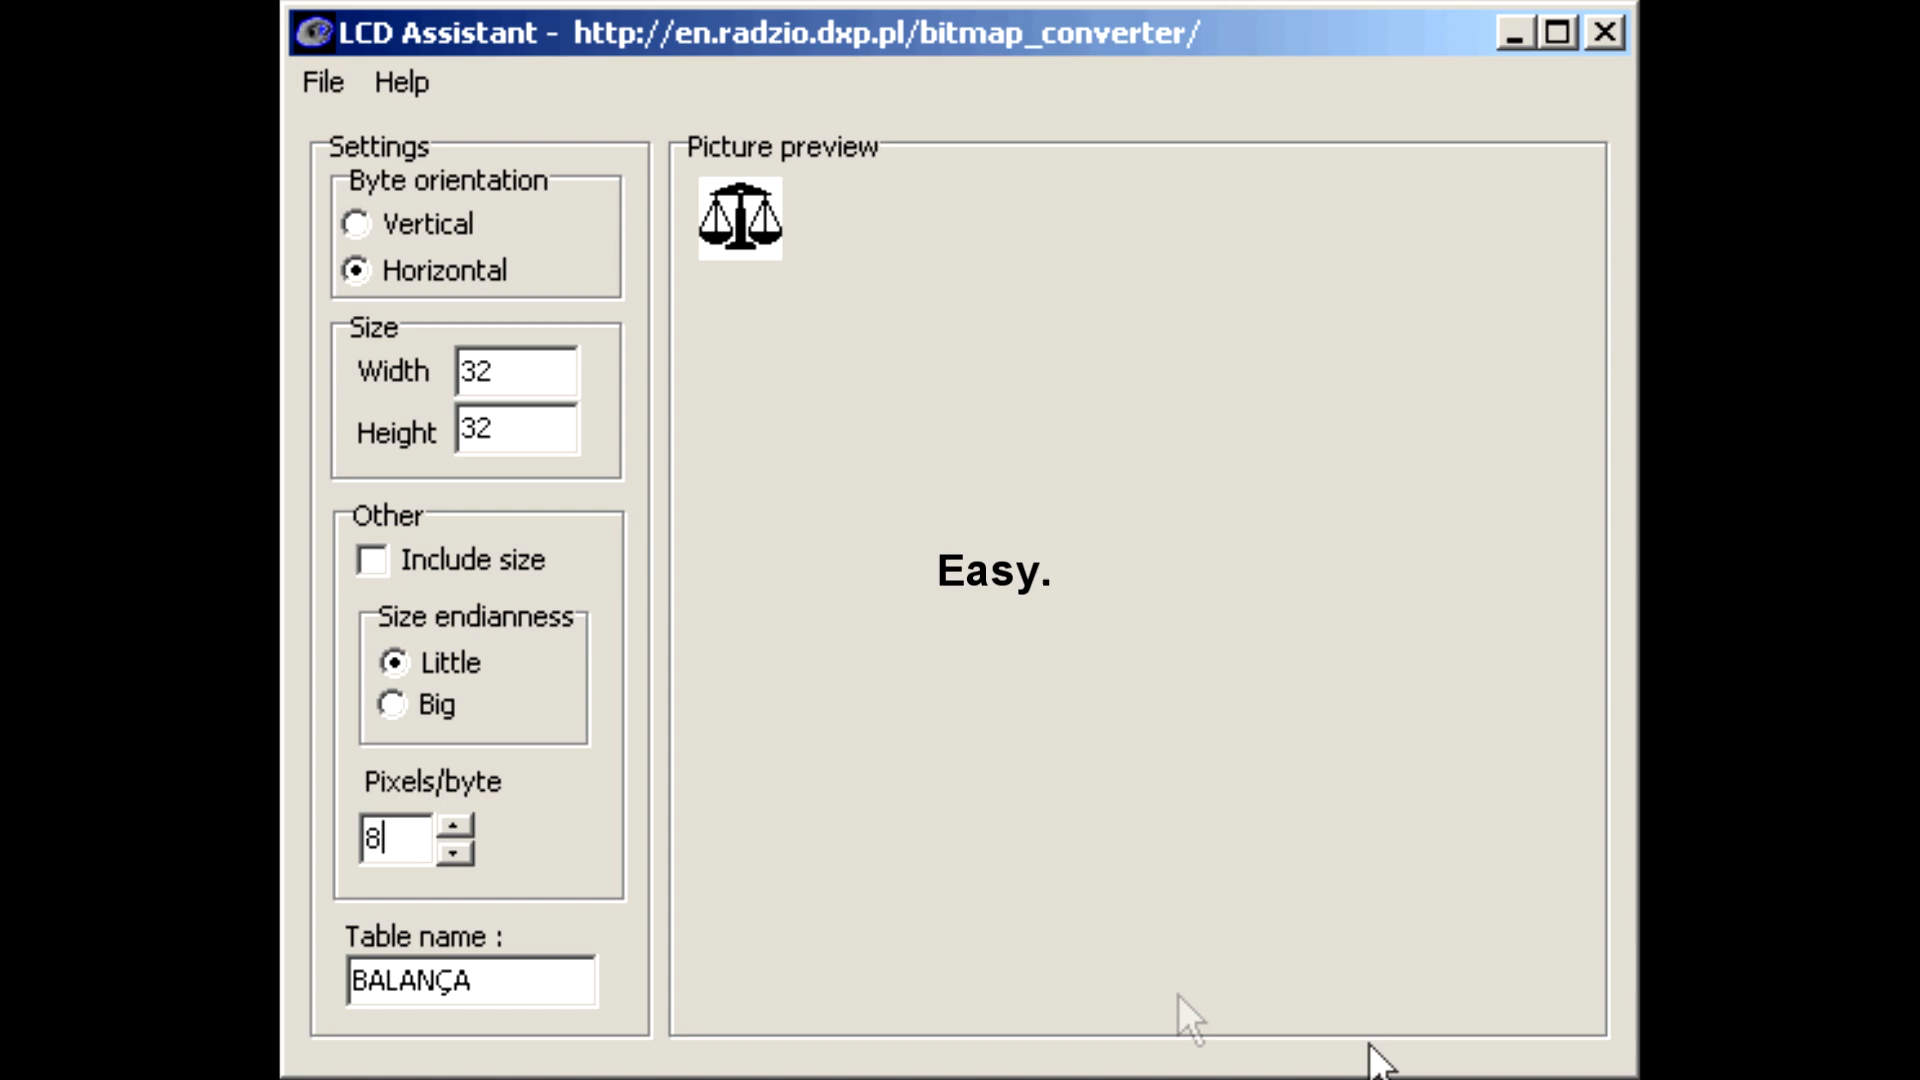 LCD Assistant - http://en.radzio.dxp.pl/bitmap_converter/
File Help
Settings
Byte orientation
Vertical
Horizontal
Size
Width 32
Height 32
Other
Include size
Size endianness
Little
Big
Pixels/byte
8
Table name :
BALANÇA
Picture preview
Easy.